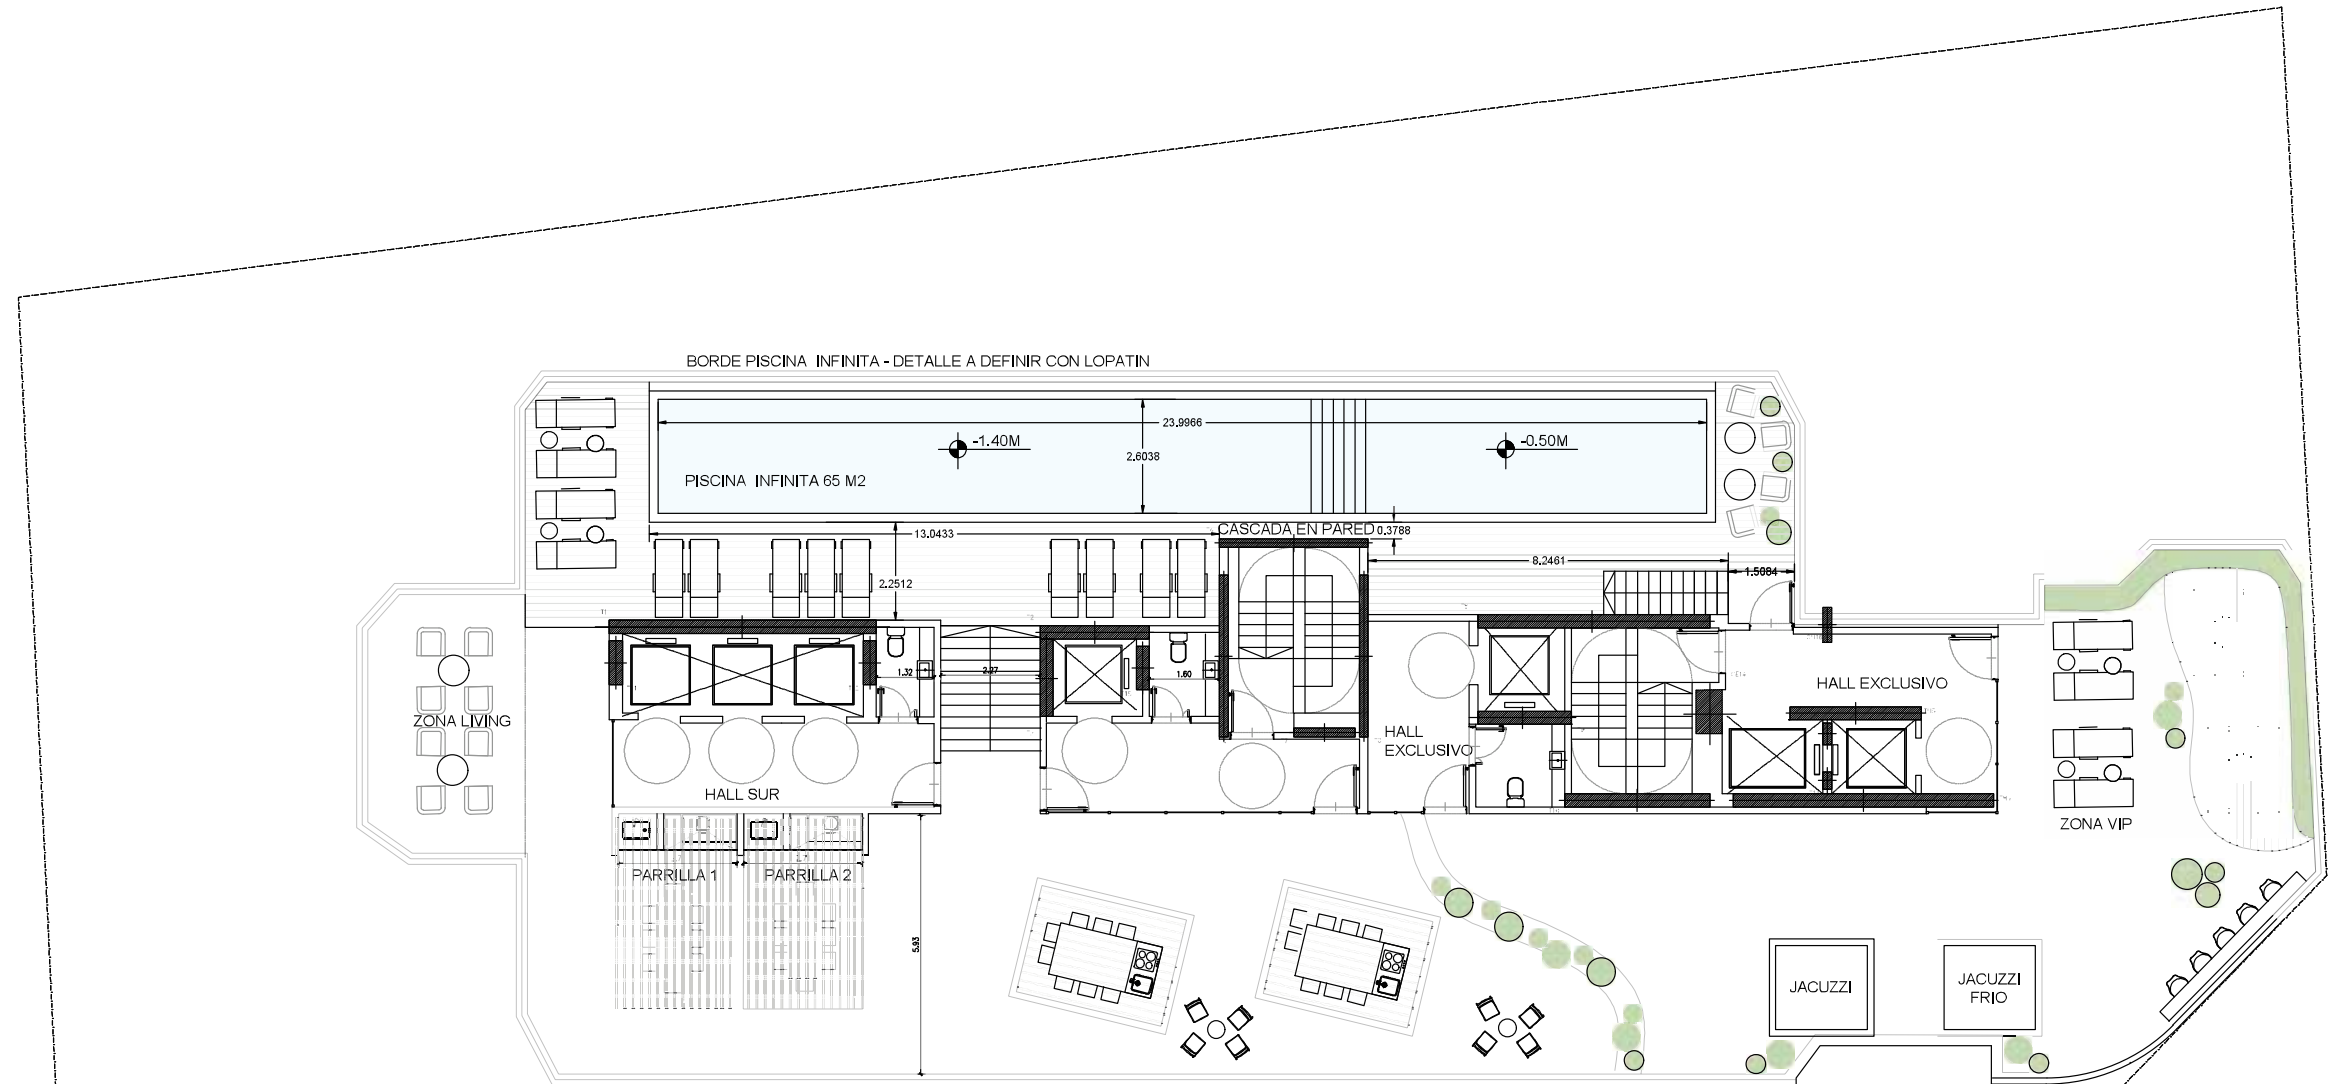 BORDE PISCINA INFINITA - DETALLE A DEFINIR CON LOPATIN
23.9966
-1.40M
-0.50M
2.6038
PISCINA INFINITA 65 M2
CASCADA EN PARED
0.3788
13.0433
8.2461
1.5084
2.2512
1.32
2.27
1.60
HALL EXCLUSIVO
ZONA LIVING
HALL
EXCLUSIVO
HALL SUR
ZONA VIP
PARRILLA 1
PARRILLA 2
5.93
JACUZZI
JACUZZI
FRIO